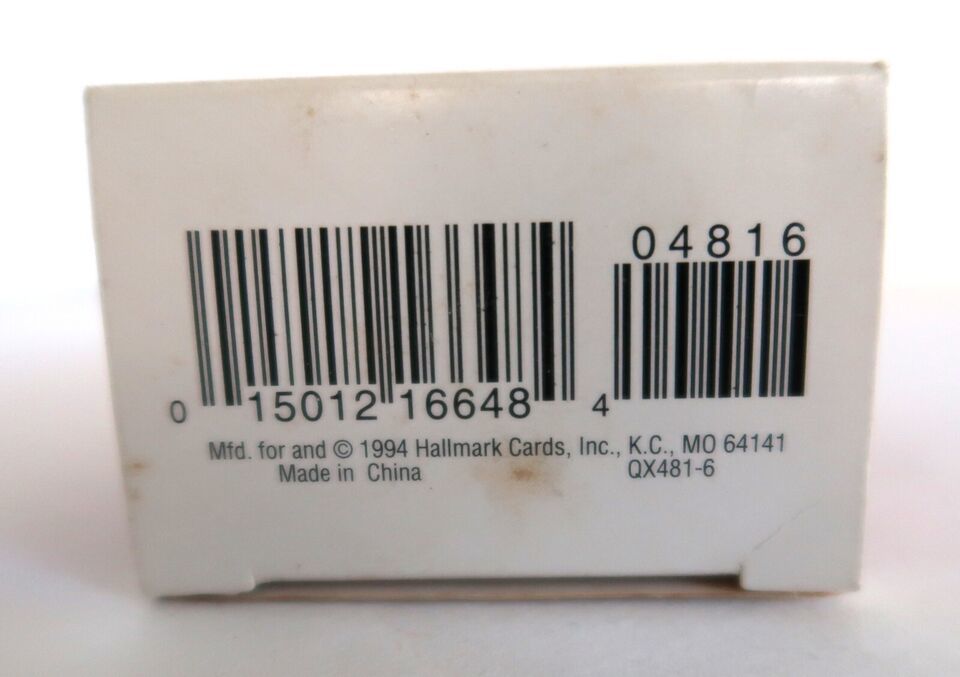 04816
0 15012 16648 4
Mfd. for and © 1994 Hallmark Cards, Inc., K.C., MO 64141
Made in China QX481-6